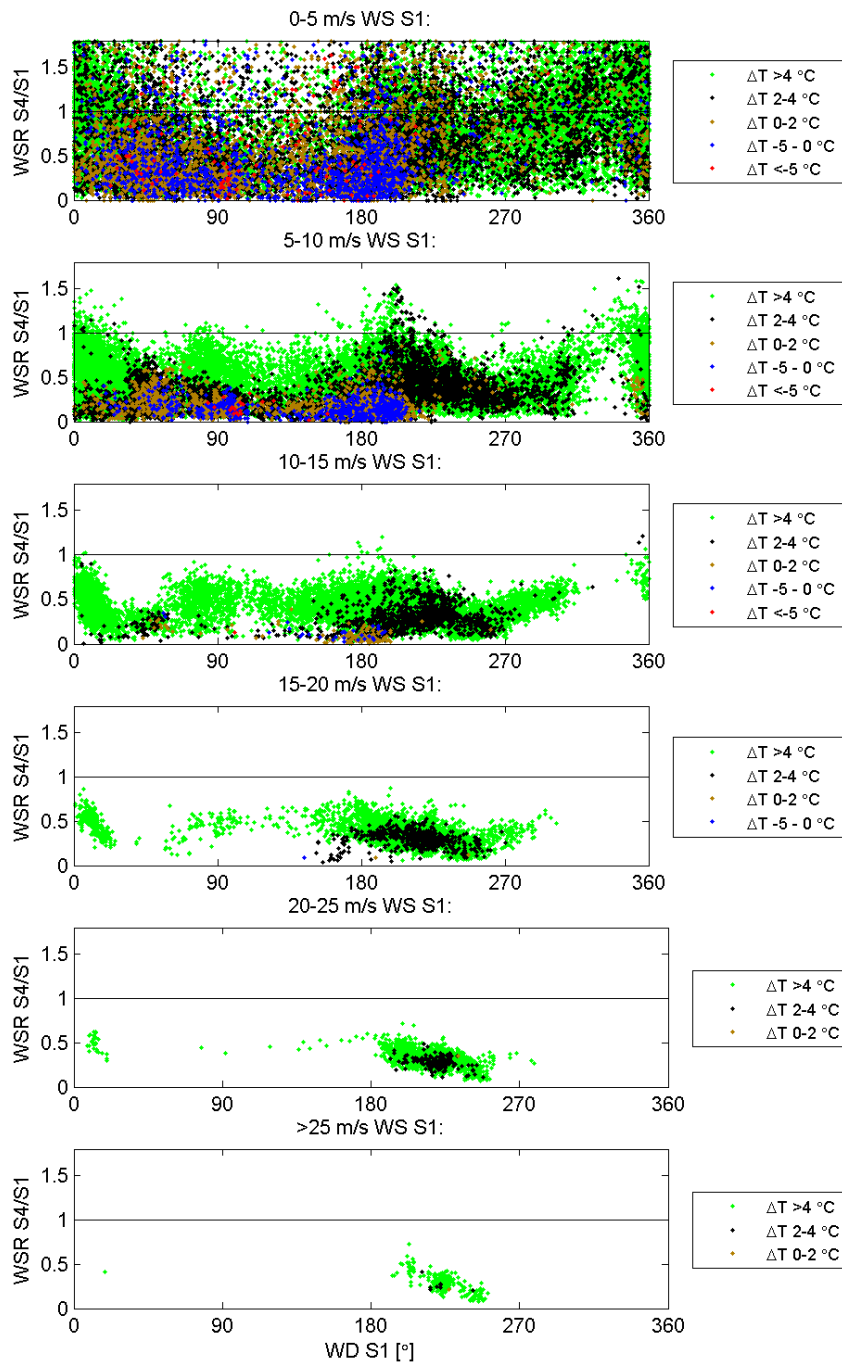 0-5 m/s WS S1:
WSR S4/S1
1.5
1
0.5
0
0 90 180 270 360
ΔT >4 °C
ΔT 2-4 °C
ΔT 0-2 °C
ΔT -5 - 0 °C
ΔT <-5 °C
5-10 m/s WS S1:
WSR S4/S1
1.5
1
0.5
0
0 90 180 270 360
ΔT >4 °C
ΔT 2-4 °C
ΔT 0-2 °C
ΔT -5 - 0 °C
ΔT <-5 °C
10-15 m/s WS S1:
WSR S4/S1
1.5
1
0.5
0
0 90 180 270 360
ΔT >4 °C
ΔT 2-4 °C
ΔT 0-2 °C
ΔT -5 - 0 °C
ΔT <-5 °C
15-20 m/s WS S1:
WSR S4/S1
1.5
1
0.5
0
0 90 180 270 360
ΔT >4 °C
ΔT 2-4 °C
ΔT 0-2 °C
ΔT -5 - 0 °C
20-25 m/s WS S1:
WSR S4/S1
1.5
1
0.5
0
0 90 180 270 360
ΔT >4 °C
ΔT 2-4 °C
ΔT 0-2 °C
>25 m/s WS S1:
WSR S4/S1
1.5
1
0.5
0
0 90 180 270 360
ΔT >4 °C
ΔT 2-4 °C
ΔT 0-2 °C
WD S1 [°]